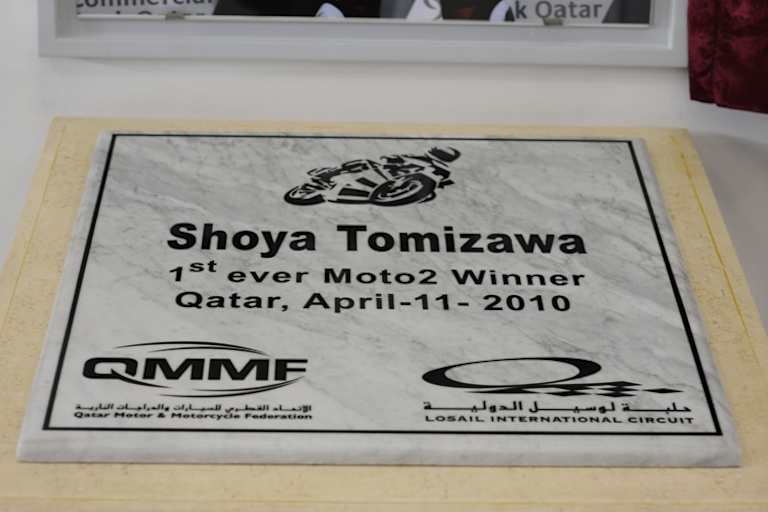 Commercial
k Qatar
Shoya Tomizawa
1st ever Moto2 Winner
Qatar, April-11- 2010
QMMF
الاتحاد القطري للسيارات والدراجات النارية
Qatar Motor & Motorcycle Federation
حلبة لوسيل الدولية
LOSAIL INTERNATIONAL CIRCUIT